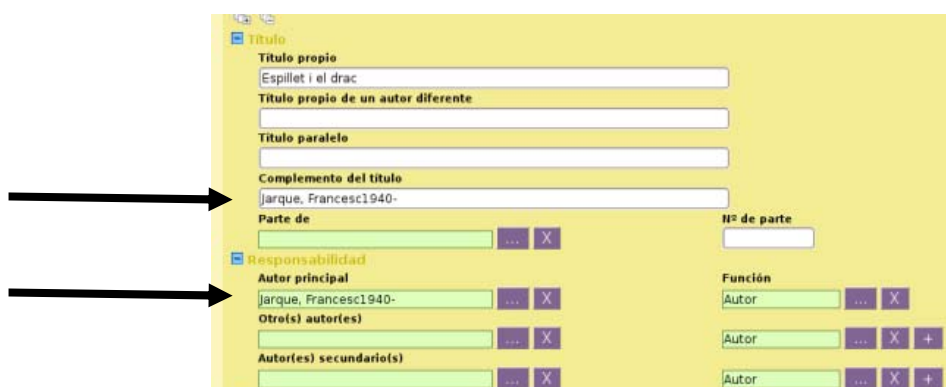 Título
Título propio
Espillet i el drac
Título propio de un autor diferente
Título paralelo
Complemento del título
Jarque, Francesc1940-
Parte de Nº de parte
... X
Responsabilidad
Autor principal Función
Jarque, Francesc1940- ... X Autor ... X
Otro(s) autor(es)
... X Autor ... X +
Autor(es) secundario(s)
... X Autor ... X +